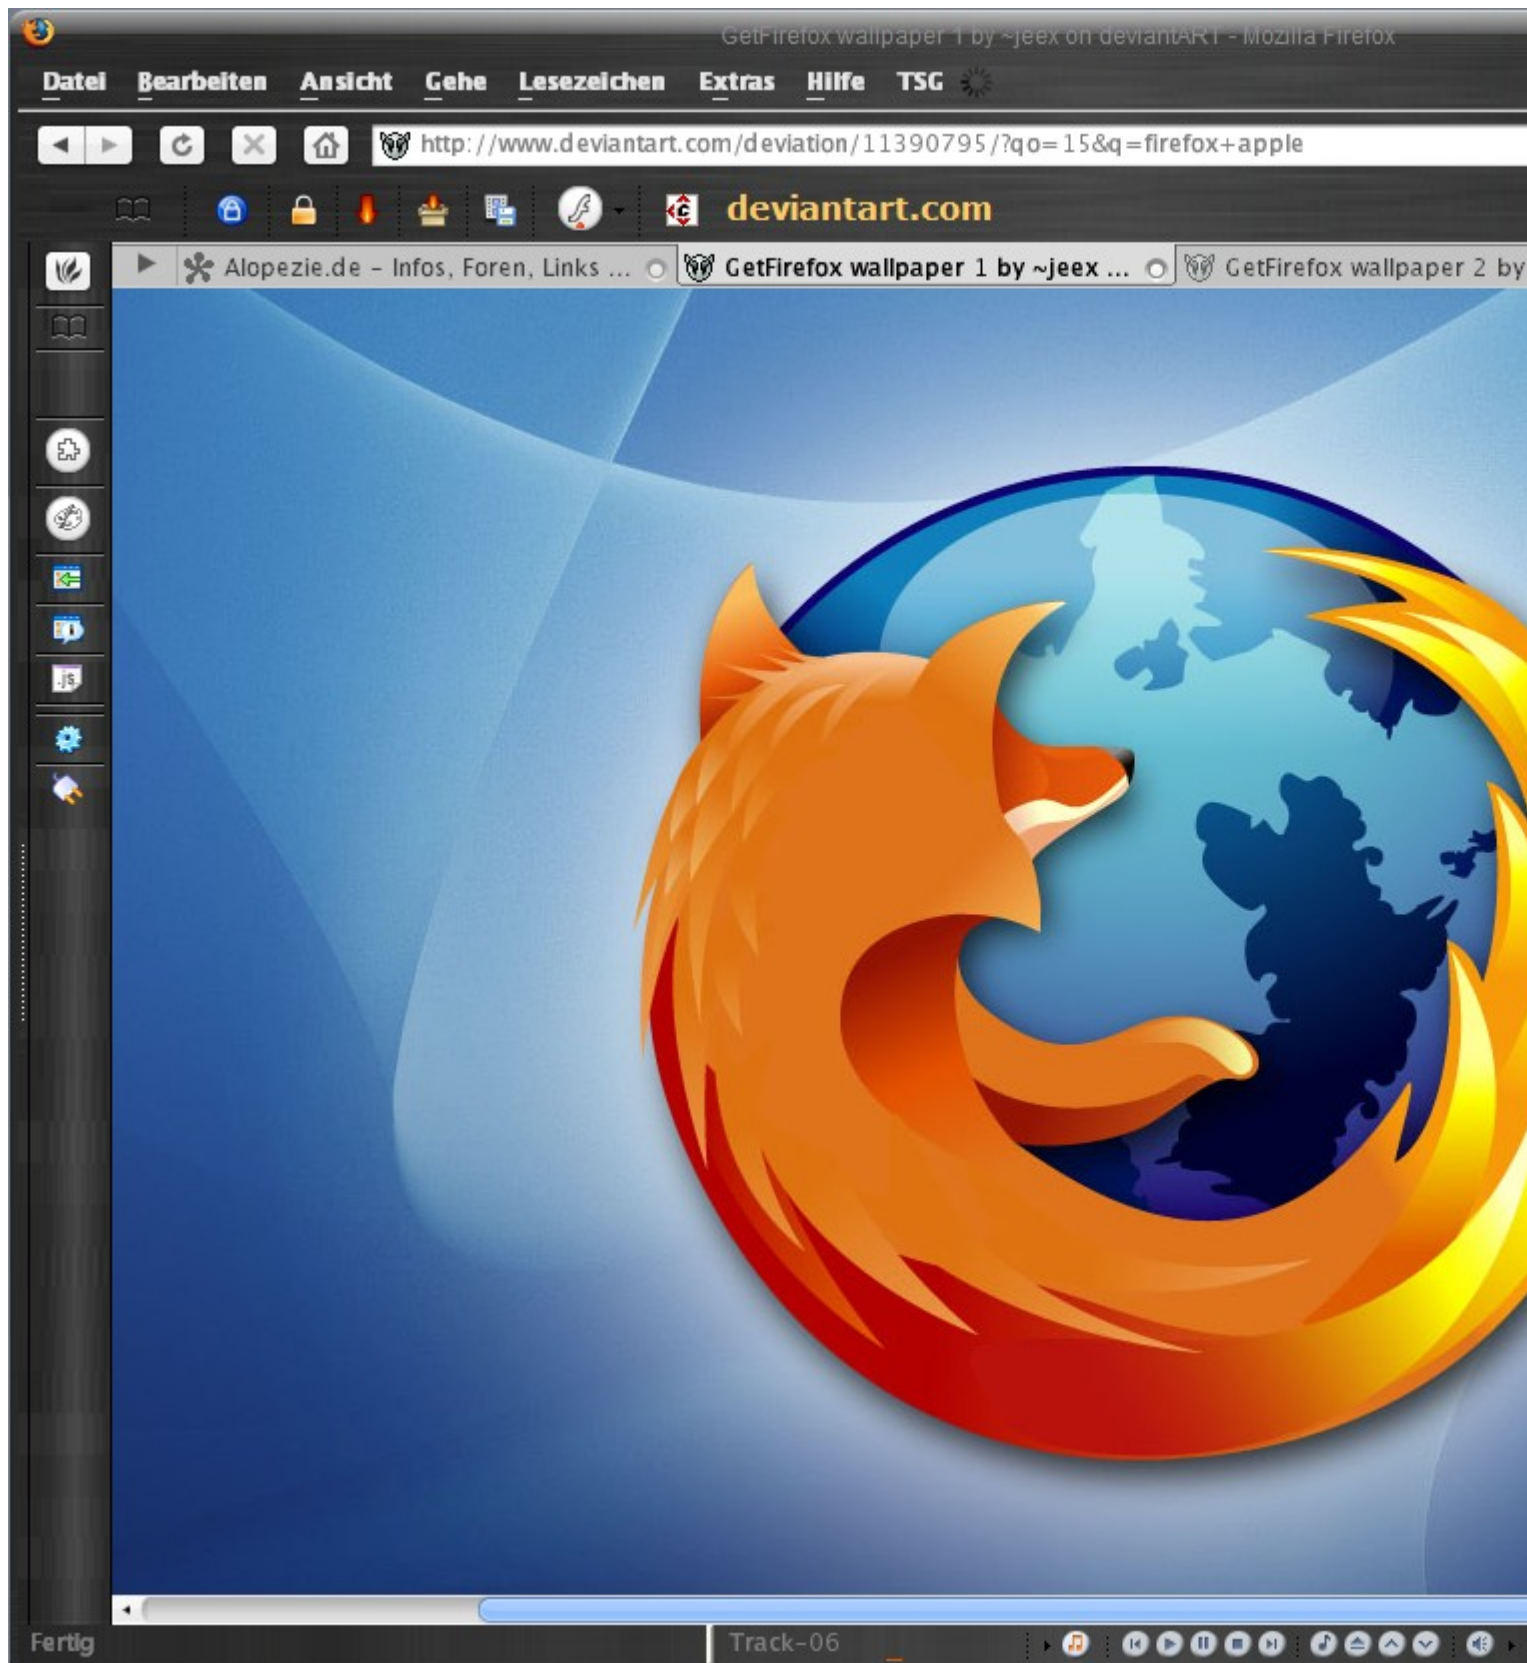 GetFirefox wallpaper 1 by ~jeex on deviantART - Mozilla Firefox
Datei Bearbeiten Ansicht Gehe Lesezeichen Extras Hilfe TSG
http://www.deviantart.com/deviation/11390795/?qo=15&q=firefox+apple
deviantart.com
Alopezie.de - Infos, Foren, Links ... GetFirefox wallpaper 1 by ~jeex ... GetFirefox wallpaper 2 by
.js
Fertig Track-06